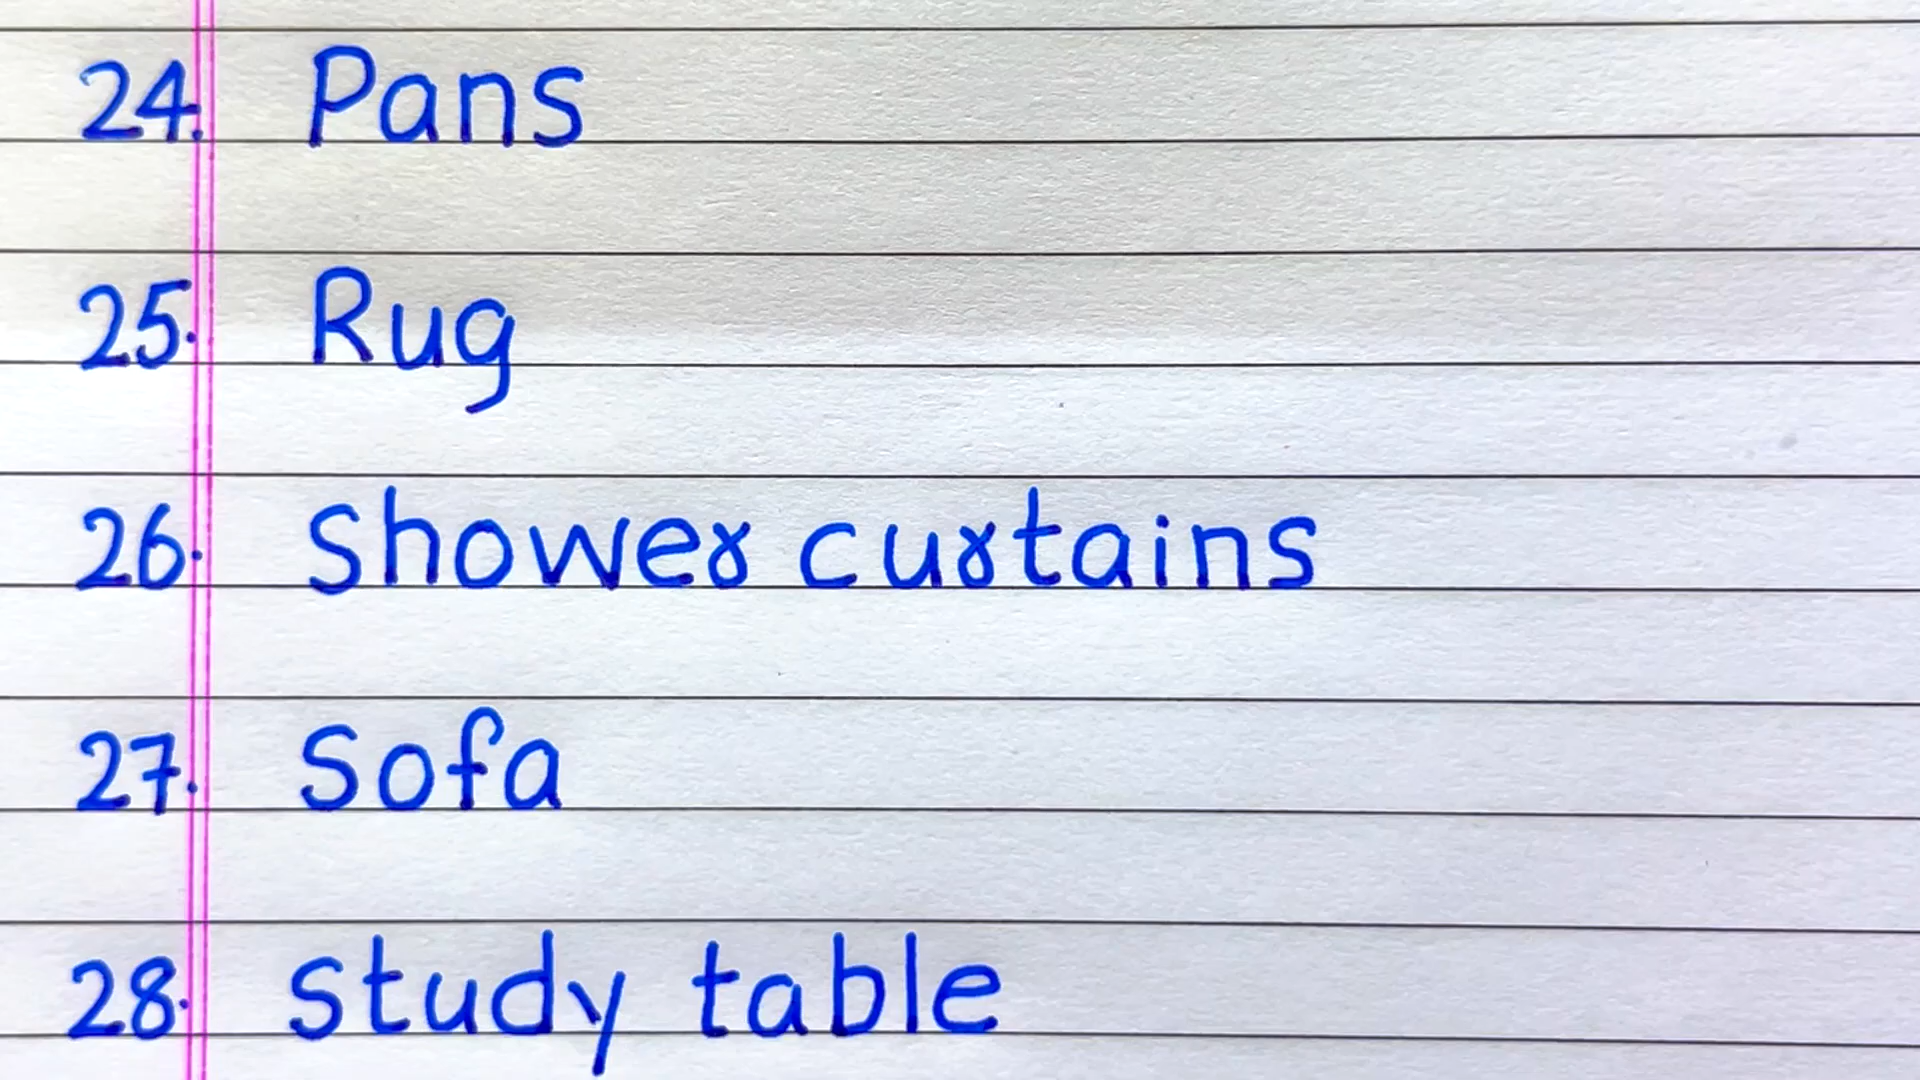 24. Pans
25. Rug
26. Shower curtains
27. Sofa
28. Study table